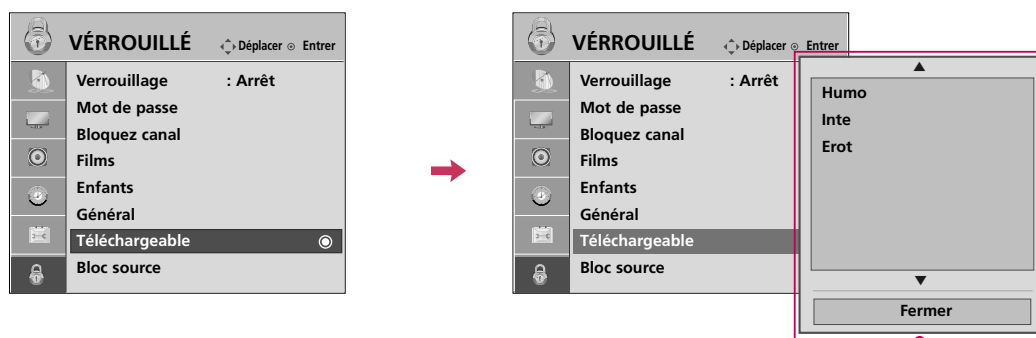 VÉRROUILLÉ Déplacer Entrer
Verrouillage : Arrêt
Mot de passe
Bloquez canal
Films
Enfants
Général
Téléchargeable
Bloc source
VÉRROUILLÉ Déplacer Entrer
Verrouillage : Arrêt
Mot de passe
Bloquez canal
Films
Enfants
Général
Téléchargeable
Bloc source
Humo
Inte
Erot
Fermer